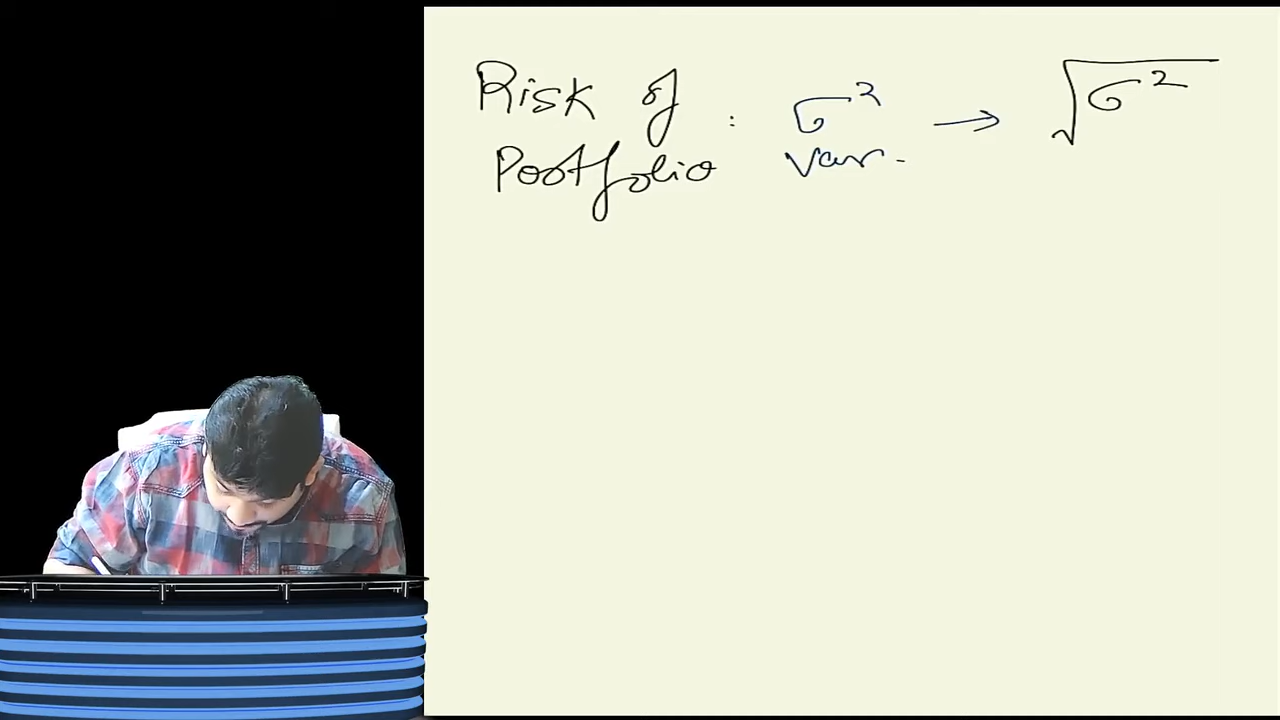 Risk of
Portfolio : σ² → √σ²
Var.